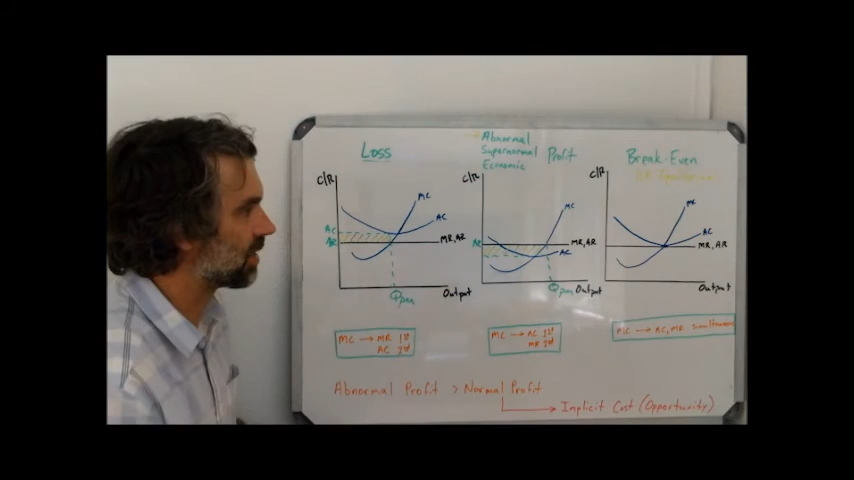 Loss
C/R
MC
AC
AC
AR
MR, AR
Qpm
Output
MC → MR 1st
AC 2nd
Abnormal
Supernormal
Economic
Profit
C/R
MC
AR
MR, AR
AC
Qpm
Output
MC → AC 1st
MR 2nd
Break-Even
LR Equilibrium
C/R
MC
AC
MR, AR
Output
MC → AC, MR simultaneous
Abnormal Profit > Normal Profit
→ Implicit Cost (Opportunity)